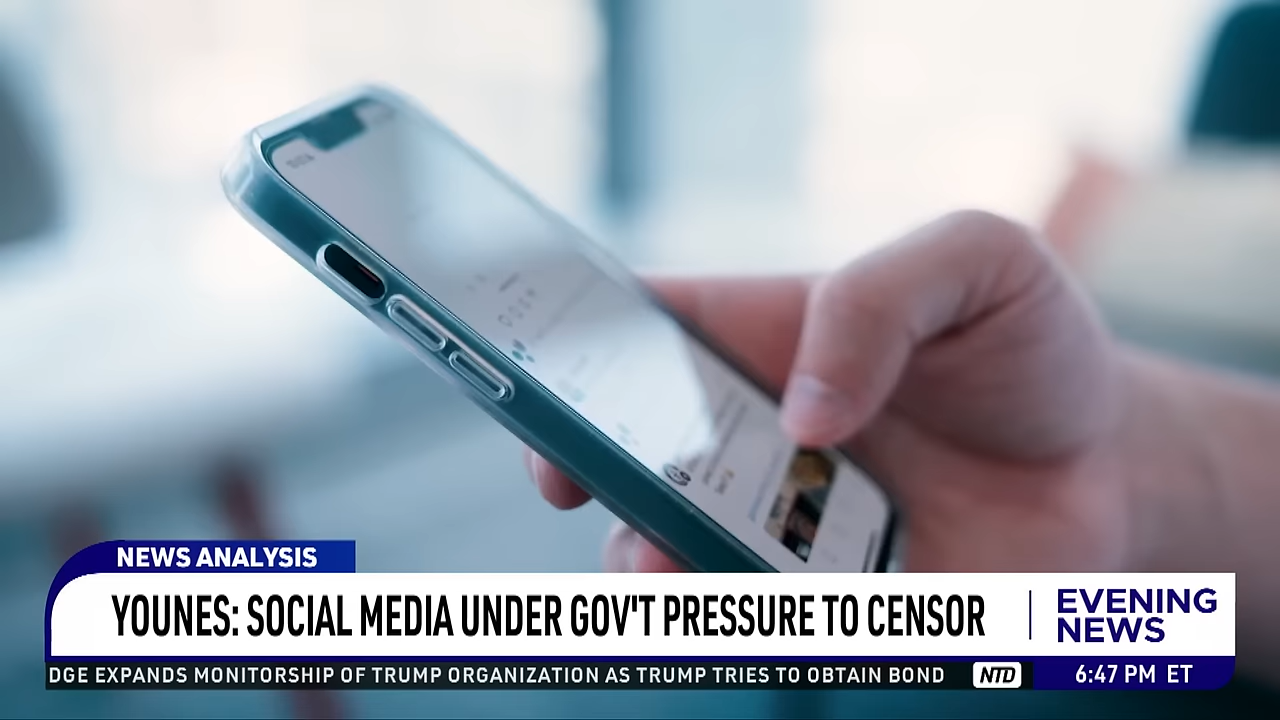 NEWS ANALYSIS
YOUNES: SOCIAL MEDIA UNDER GOV'T PRESSURE TO CENSOR
EVENING
NEWS
DGE EXPANDS MONITORSHIP OF TRUMP ORGANIZATION AS TRUMP TRIES TO OBTAIN BOND
NTD
6:47 PM ET